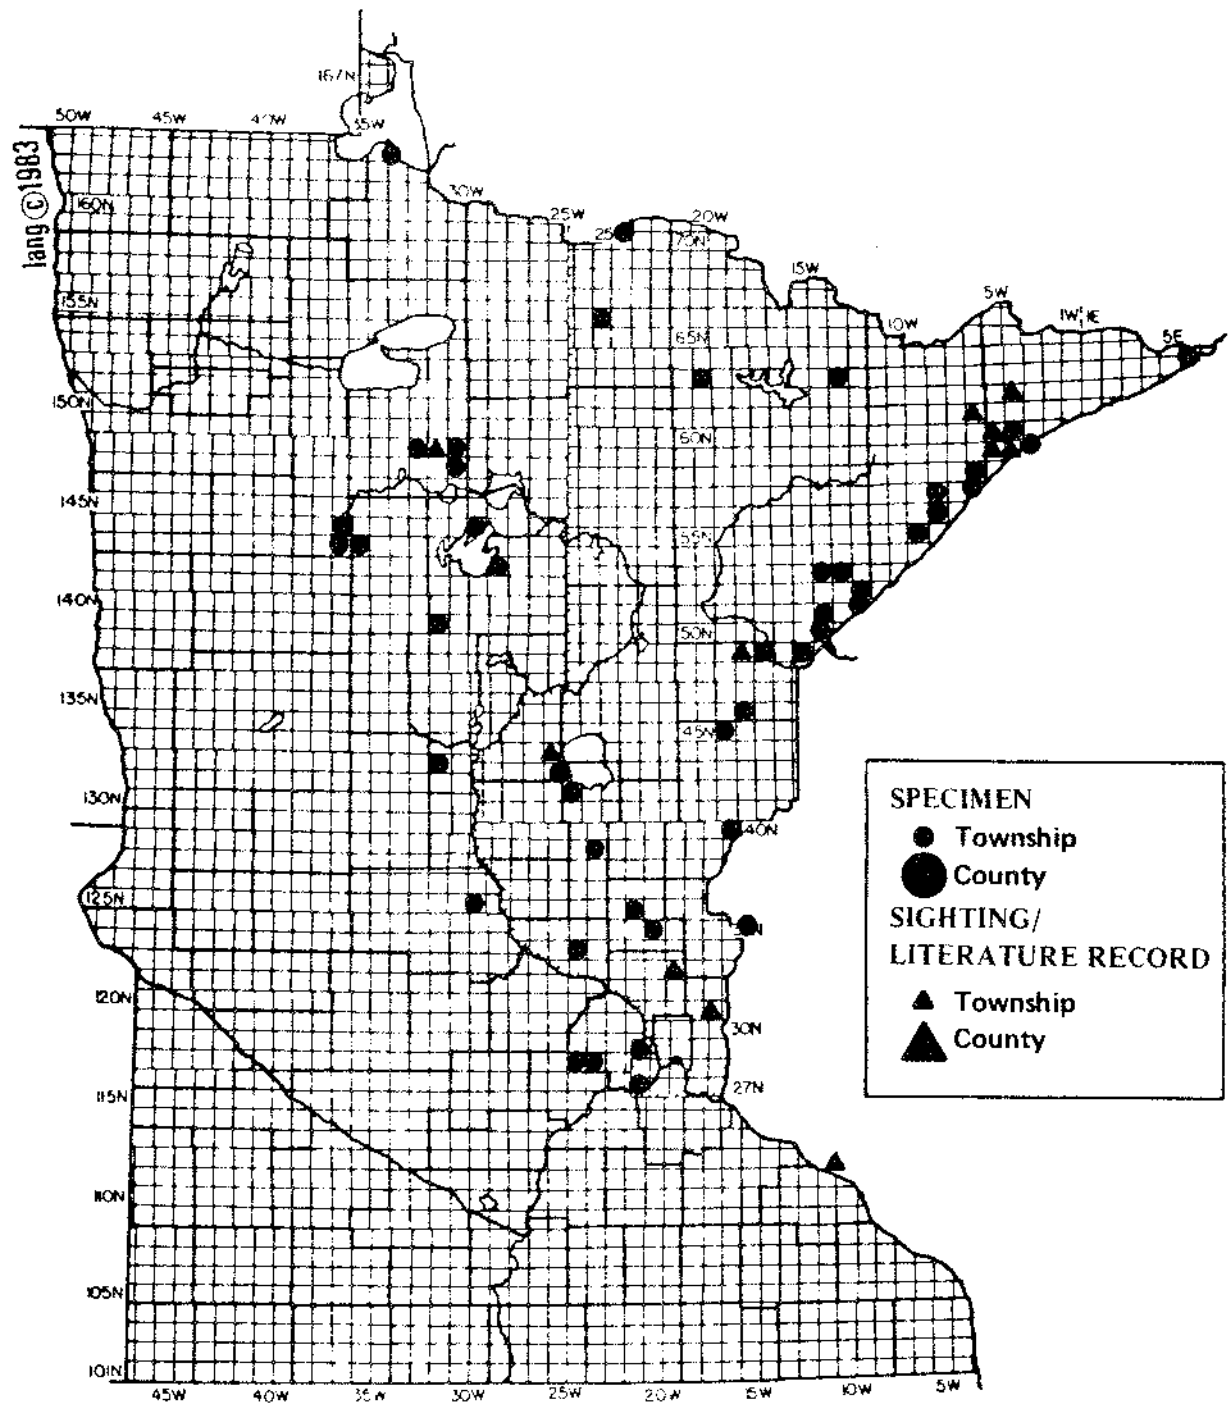 167N
50W 45W 40W 35W
lang ©1983
30W
160N
25W 20W
25
70N
15W
155N
5W
1W 1E
10W
65N
5E
150N
60N
145N
55N
140N
50N
135N
45N
130N
40N
SPECIMEN
Township
County
125N
SIGHTING/
LITERATURE RECORD
Township
County
120N
30N
115N
27N
110N
105N
101N
45W 40W 35W 30W 25W 20W 15W 10W 5W